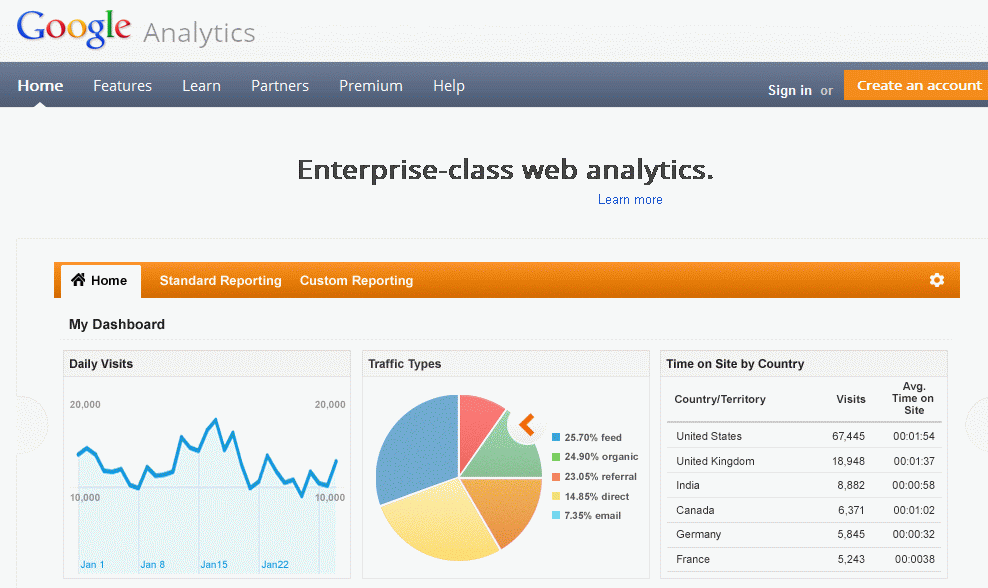 Google Analytics
Home Features Learn Partners Premium Help Sign in or Create an account
Enterprise-class web analytics.
Learn more
Home Standard Reporting Custom Reporting
My Dashboard
Daily Visits
20,000 20,000
10,000 10,000
Jan 1 Jan 8 Jan15 Jan22
Traffic Types
25.70% feed
24.90% organic
23.05% referral
14.85% direct
7.35% email
Time on Site by Country
Country/Territory Visits Avg. Time on Site
United States 67,445 00:01:54
United Kingdom 18,948 00:01:37
India 8,882 00:00:58
Canada 6,371 00:01:02
Germany 5,845 00:00:32
France 5,243 00:0038